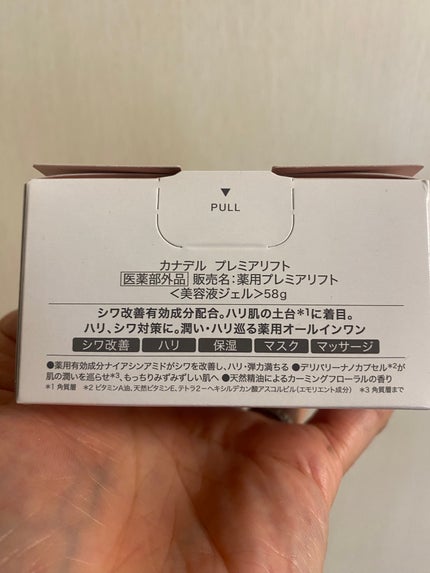 ▼
PULL
カナデル プレミアリフト
医薬部外品 販売名：薬用プレミアリフト
＜美容液ジェル＞58g
シワ改善有効成分配合。ハリ肌の土台*1に着目。
ハリ、シワ対策に。潤い・ハリ巡る薬用オールインワン
シワ改善 ハリ 保湿 マスク マッサージ
●薬用有効成分ナイアシンアミドがシワを改善し、ハリ・弾力満ちる ●デリバリーナノカプセル*2が
肌の潤いを巡らせ*3、もっちりみずみずしい肌へ ●天然精油によるカーミングフローラルの香り
*1 角質層 *2 ビタミンA油、天然ビタミンE、テトラ2-ヘキシルデカン酸アスコルビル（エモリエント成分） *3 角質層まで